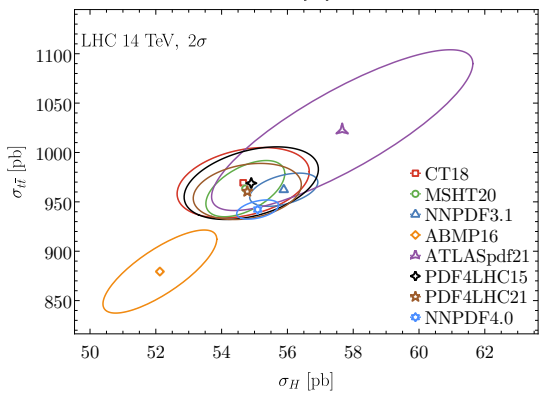 LHC 14 TeV, 2σ
1100
1050
1000
950
900
850
σ_{tt̄} [pb]
CT18
MSHT20
NNPDF3.1
ABMP16
ATLASpdf21
PDF4LHC15
PDF4LHC21
NNPDF4.0
50 52 54 56 58 60 62
σ_H [pb]